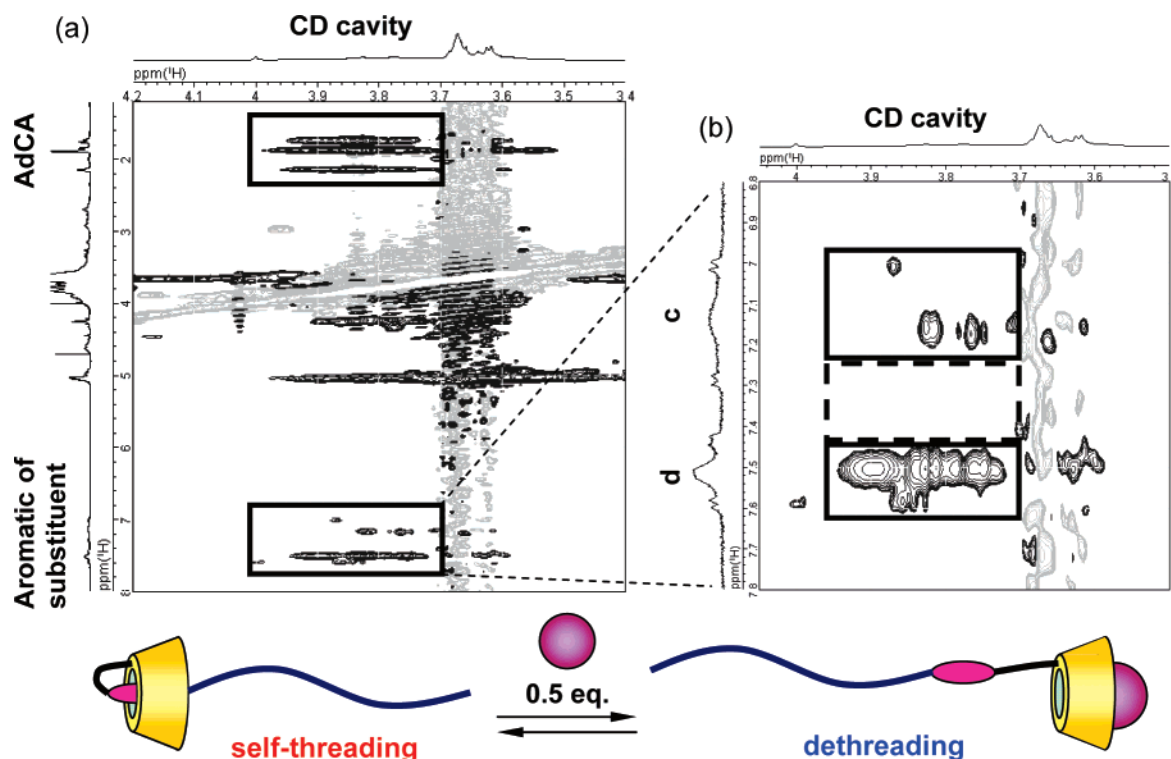 (a)
CD cavity
ppm(¹H)
4.2 4.1 4 3.9 3.8 3.7 3.6 3.5 3.4
AdCA
2
3
4
5
6
7
8
ppm(¹H)
Aromatic of
substituent
(b)
CD cavity
ppm(¹H)
4 3.9 3.8 3.7 3.6 3
6.8
6.9
7
7.1
7.2
7.3
7.4
7.5
7.6
7.7
7.8
c
d
ppm(¹H)
0.5 eq.
self-threading
dethreading